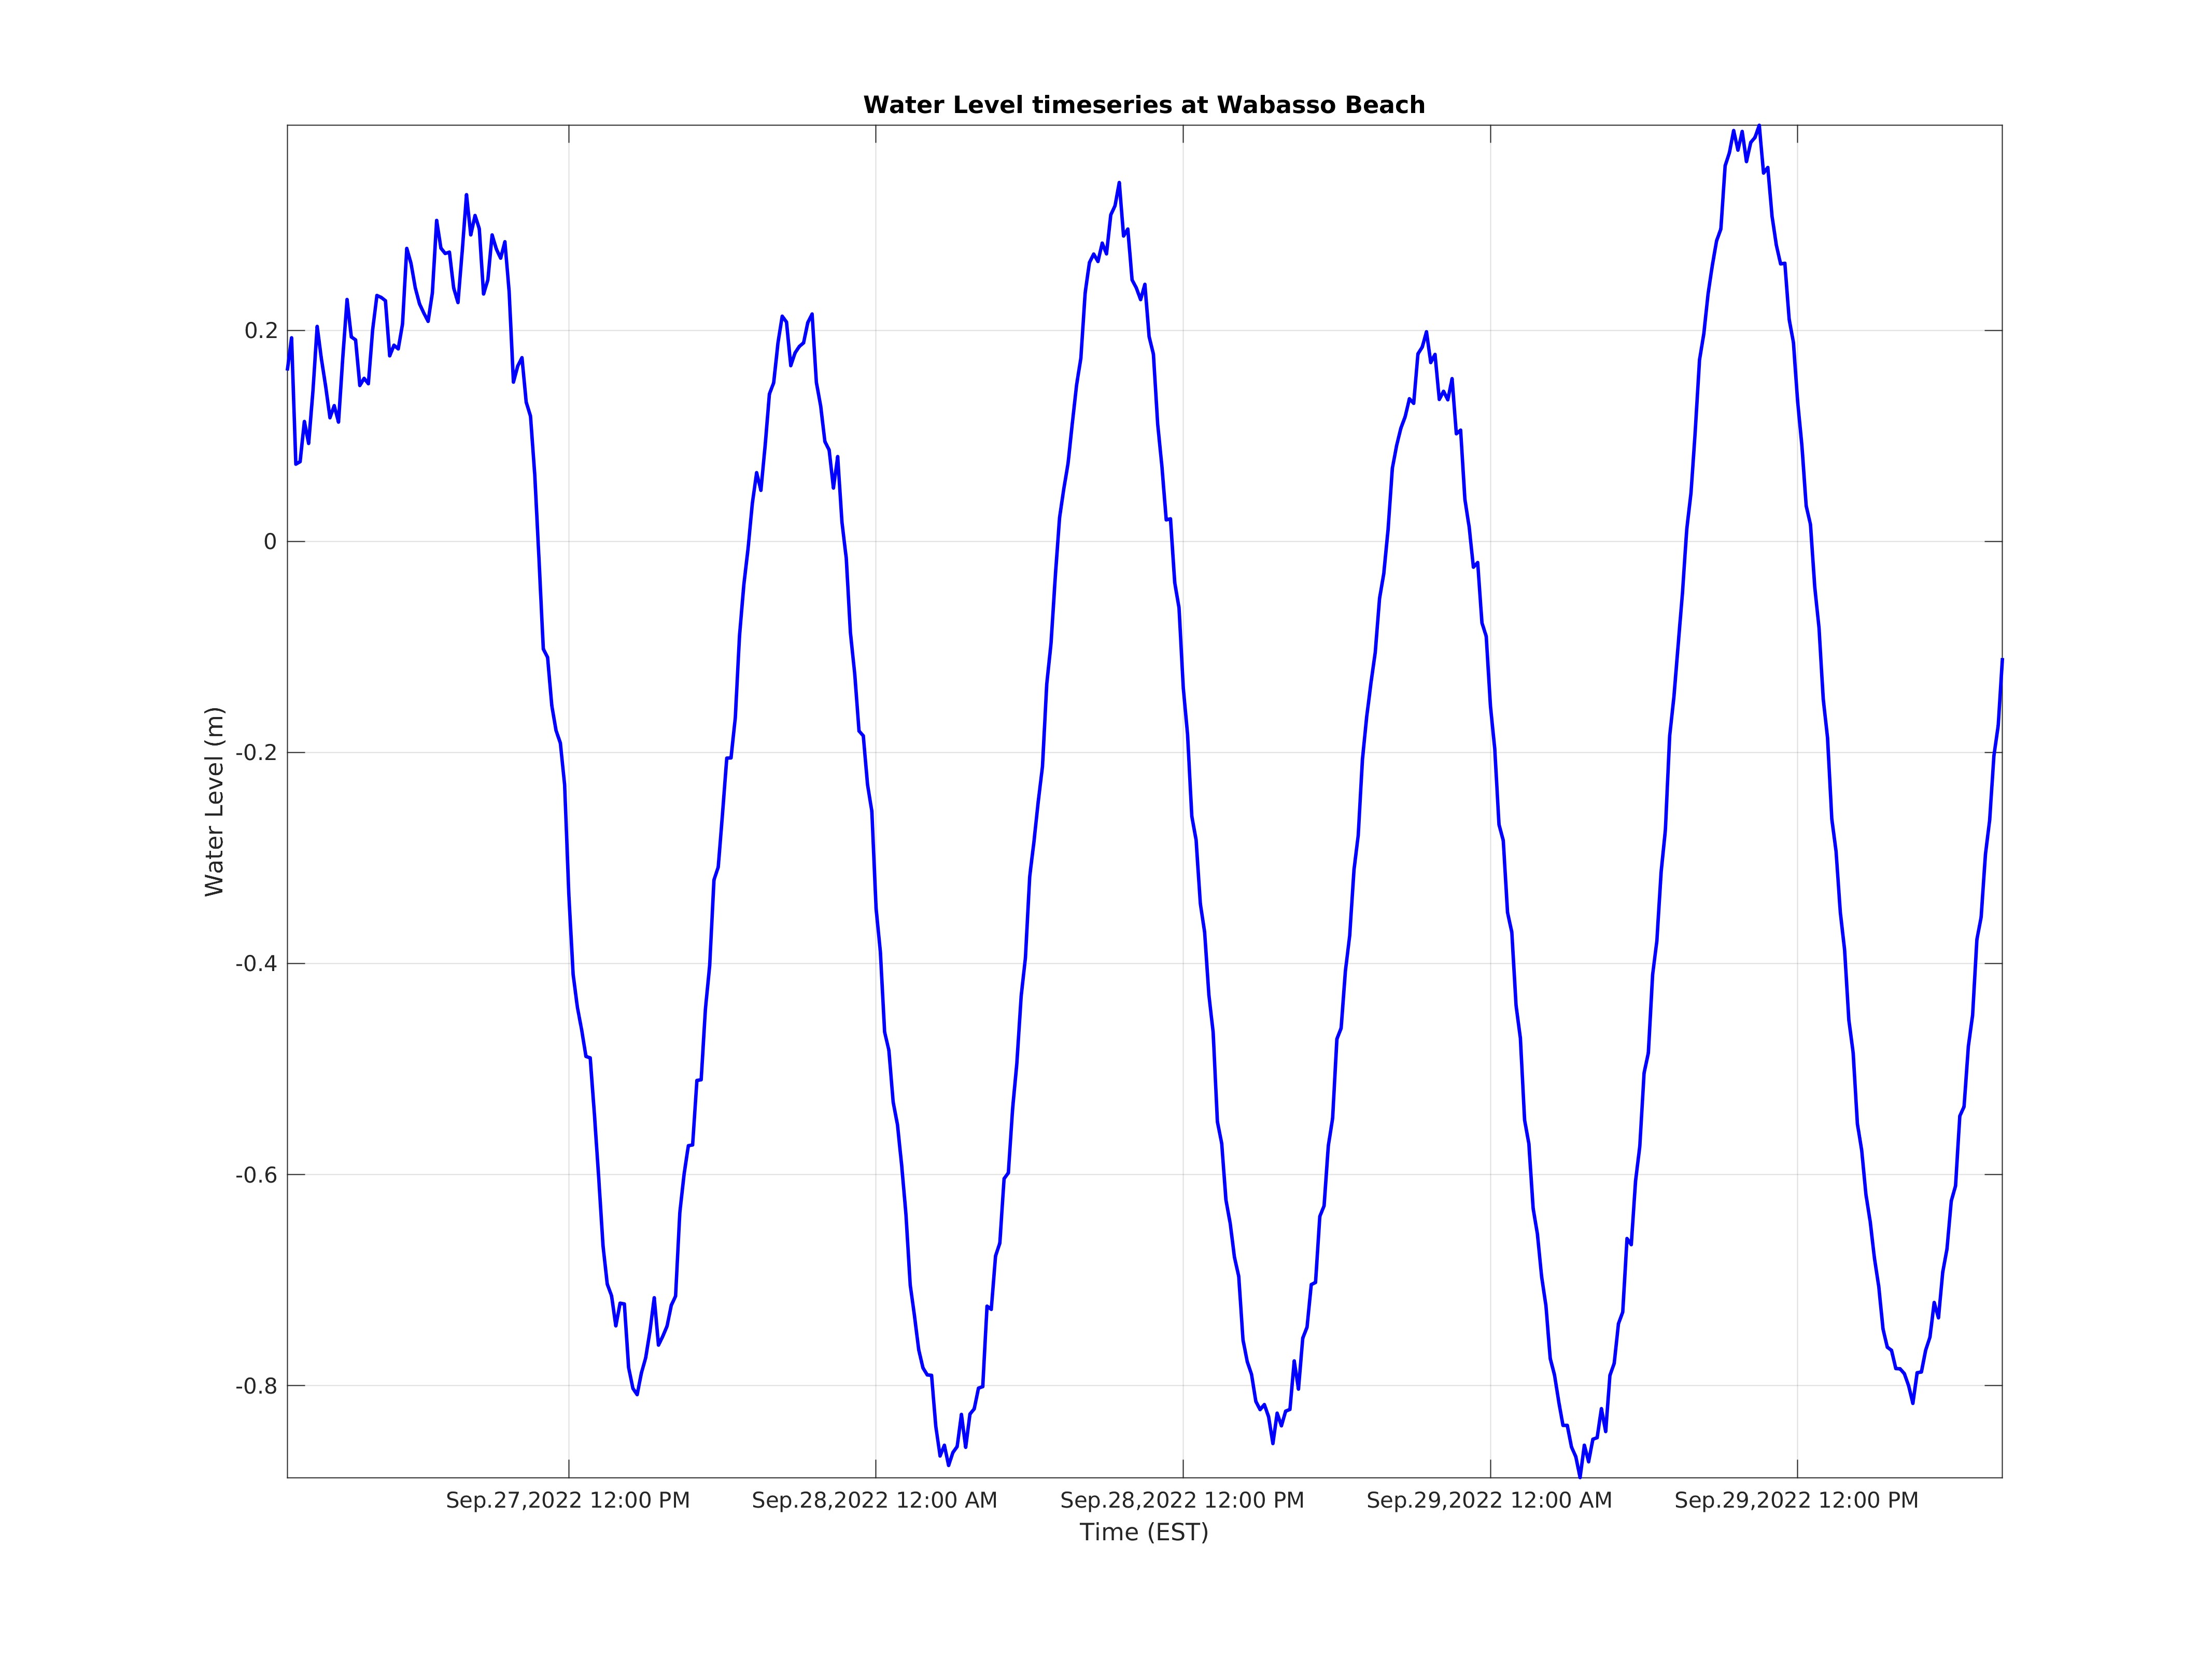 Water Level timeseries at Wabasso Beach
0.2
0
-0.2
-0.4
-0.6
-0.8
Water Level (m)
Sep.27,2022 12:00 PM
Sep.28,2022 12:00 AM
Sep.28,2022 12:00 PM
Sep.29,2022 12:00 AM
Sep.29,2022 12:00 PM
Time (EST)